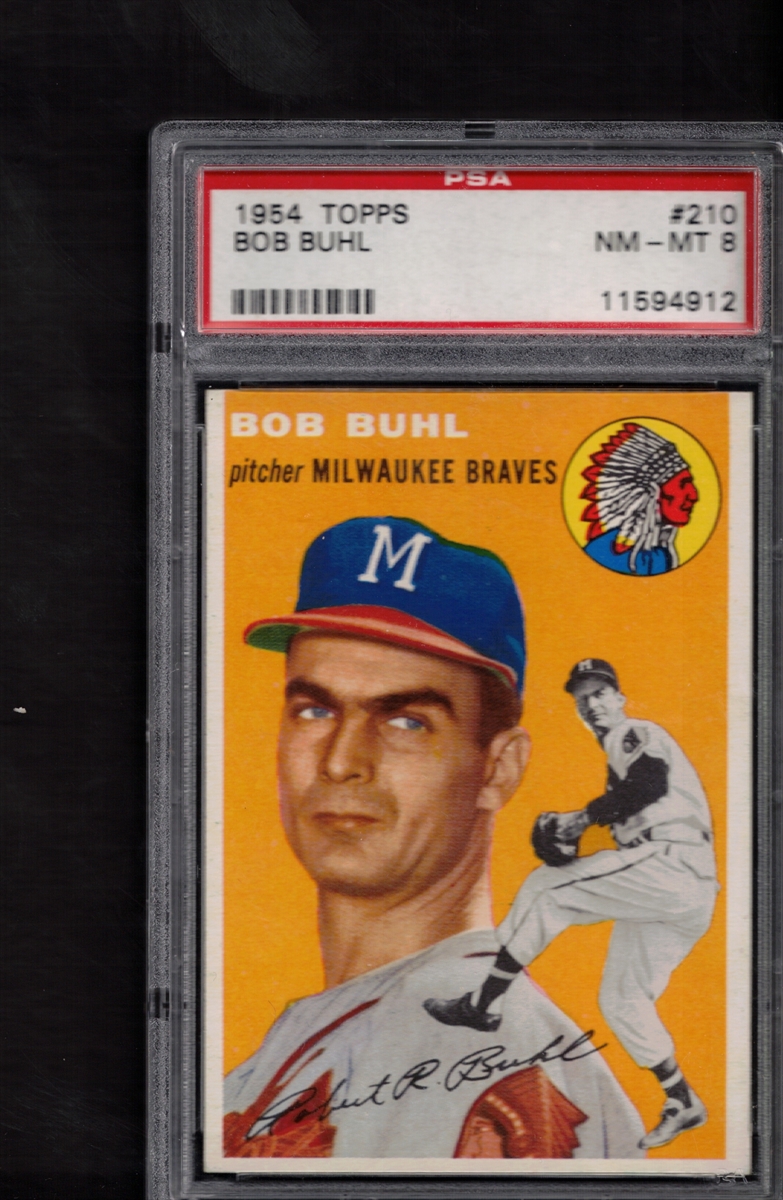 PSA
1954 TOPPS #210
BOB BUHL NM-MT 8
11594912
BOB BUHL
pitcher MILWAUKEE BRAVES
M
M
Robert R. Buhl